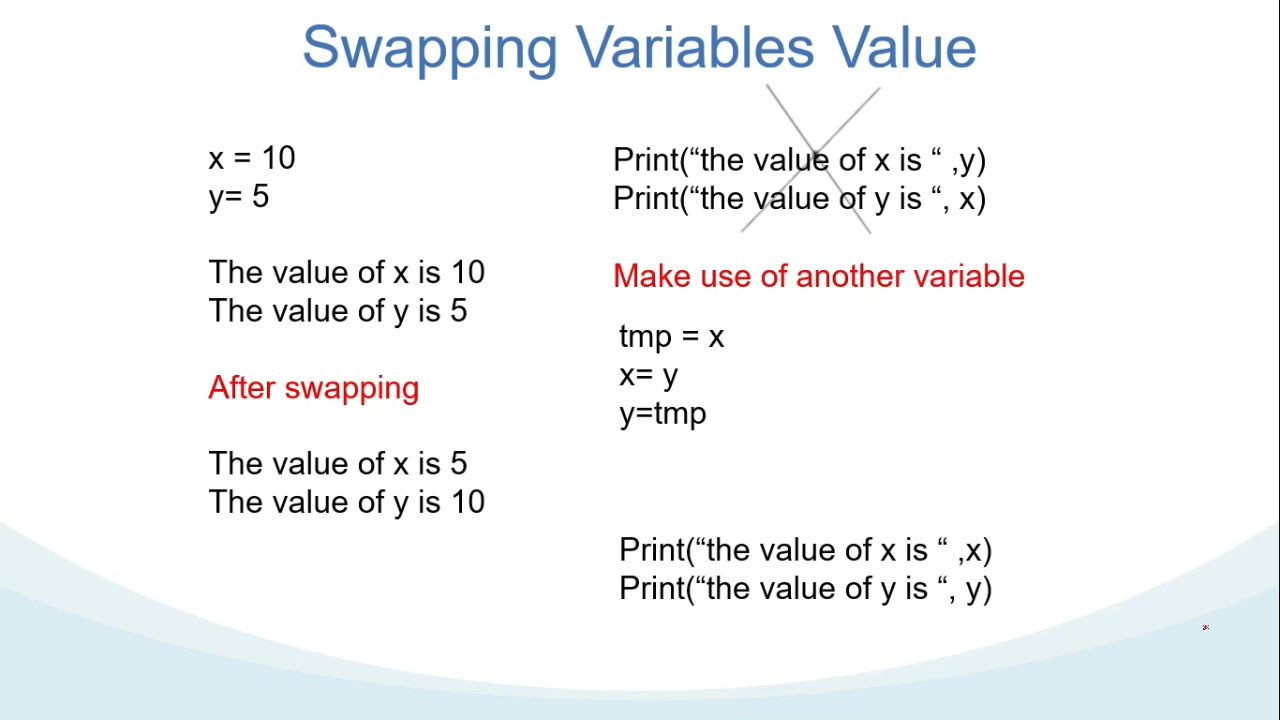 Swapping Variables Value
x = 10
y= 5
The value of x is 10
The value of y is 5
After swapping
The value of x is 5
The value of y is 10
Print(“the value of x is “ ,y)
Print(“the value of y is “, x)
Make use of another variable
tmp = x
x= y
y=tmp
Print(“the value of x is “ ,x)
Print(“the value of y is “, y)